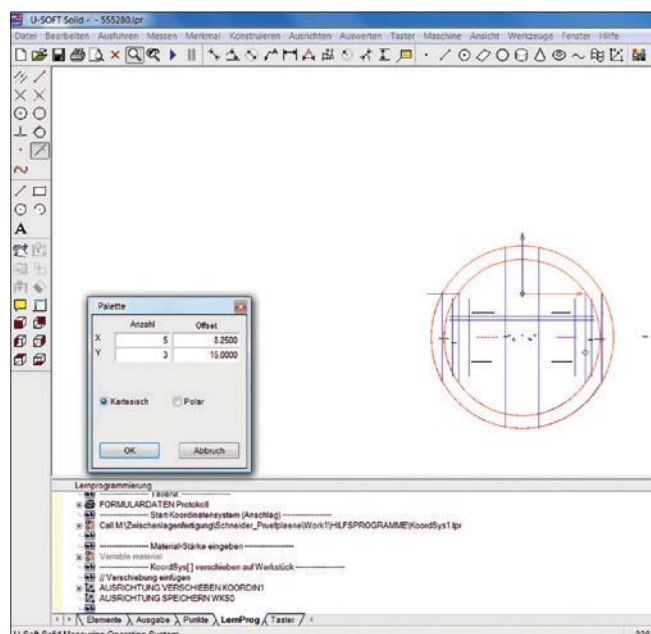 U-SOFT Solid - - 555280.lpr
Datei Bearbeiten Ausführen Messen Merkmal Konstruieren Ausrichten Auswerten Taster Maschine Ansicht Werkzeuge Fenster Hilfe
A
Palette
Anzahl Offset
X 5 8.2500
Y 3 15.0000
Kartesisch Polar
OK Abbruch
Lernprogrammierung
FORMULARDATEN Protokoll
Start Koordinatensystem (Anschlag)
Call M:\Zwischenlagenfertigung\Schneider_Pruefplaene\Work1\HILFSPROGRAMME\KoordSys1.lpr
Material-Stärke eingeben
Variable material
KoordSys[] verschieben auf Werkstück
// Verschiebung einfügen
AUSRICHTUNG VERSCHIEBEN KOORDIN1
AUSRICHTUNG SPEICHERN WKS0
Elemente Ausgabe Punkte LernProg Taster
U-Soft Solid Measuring Operating System